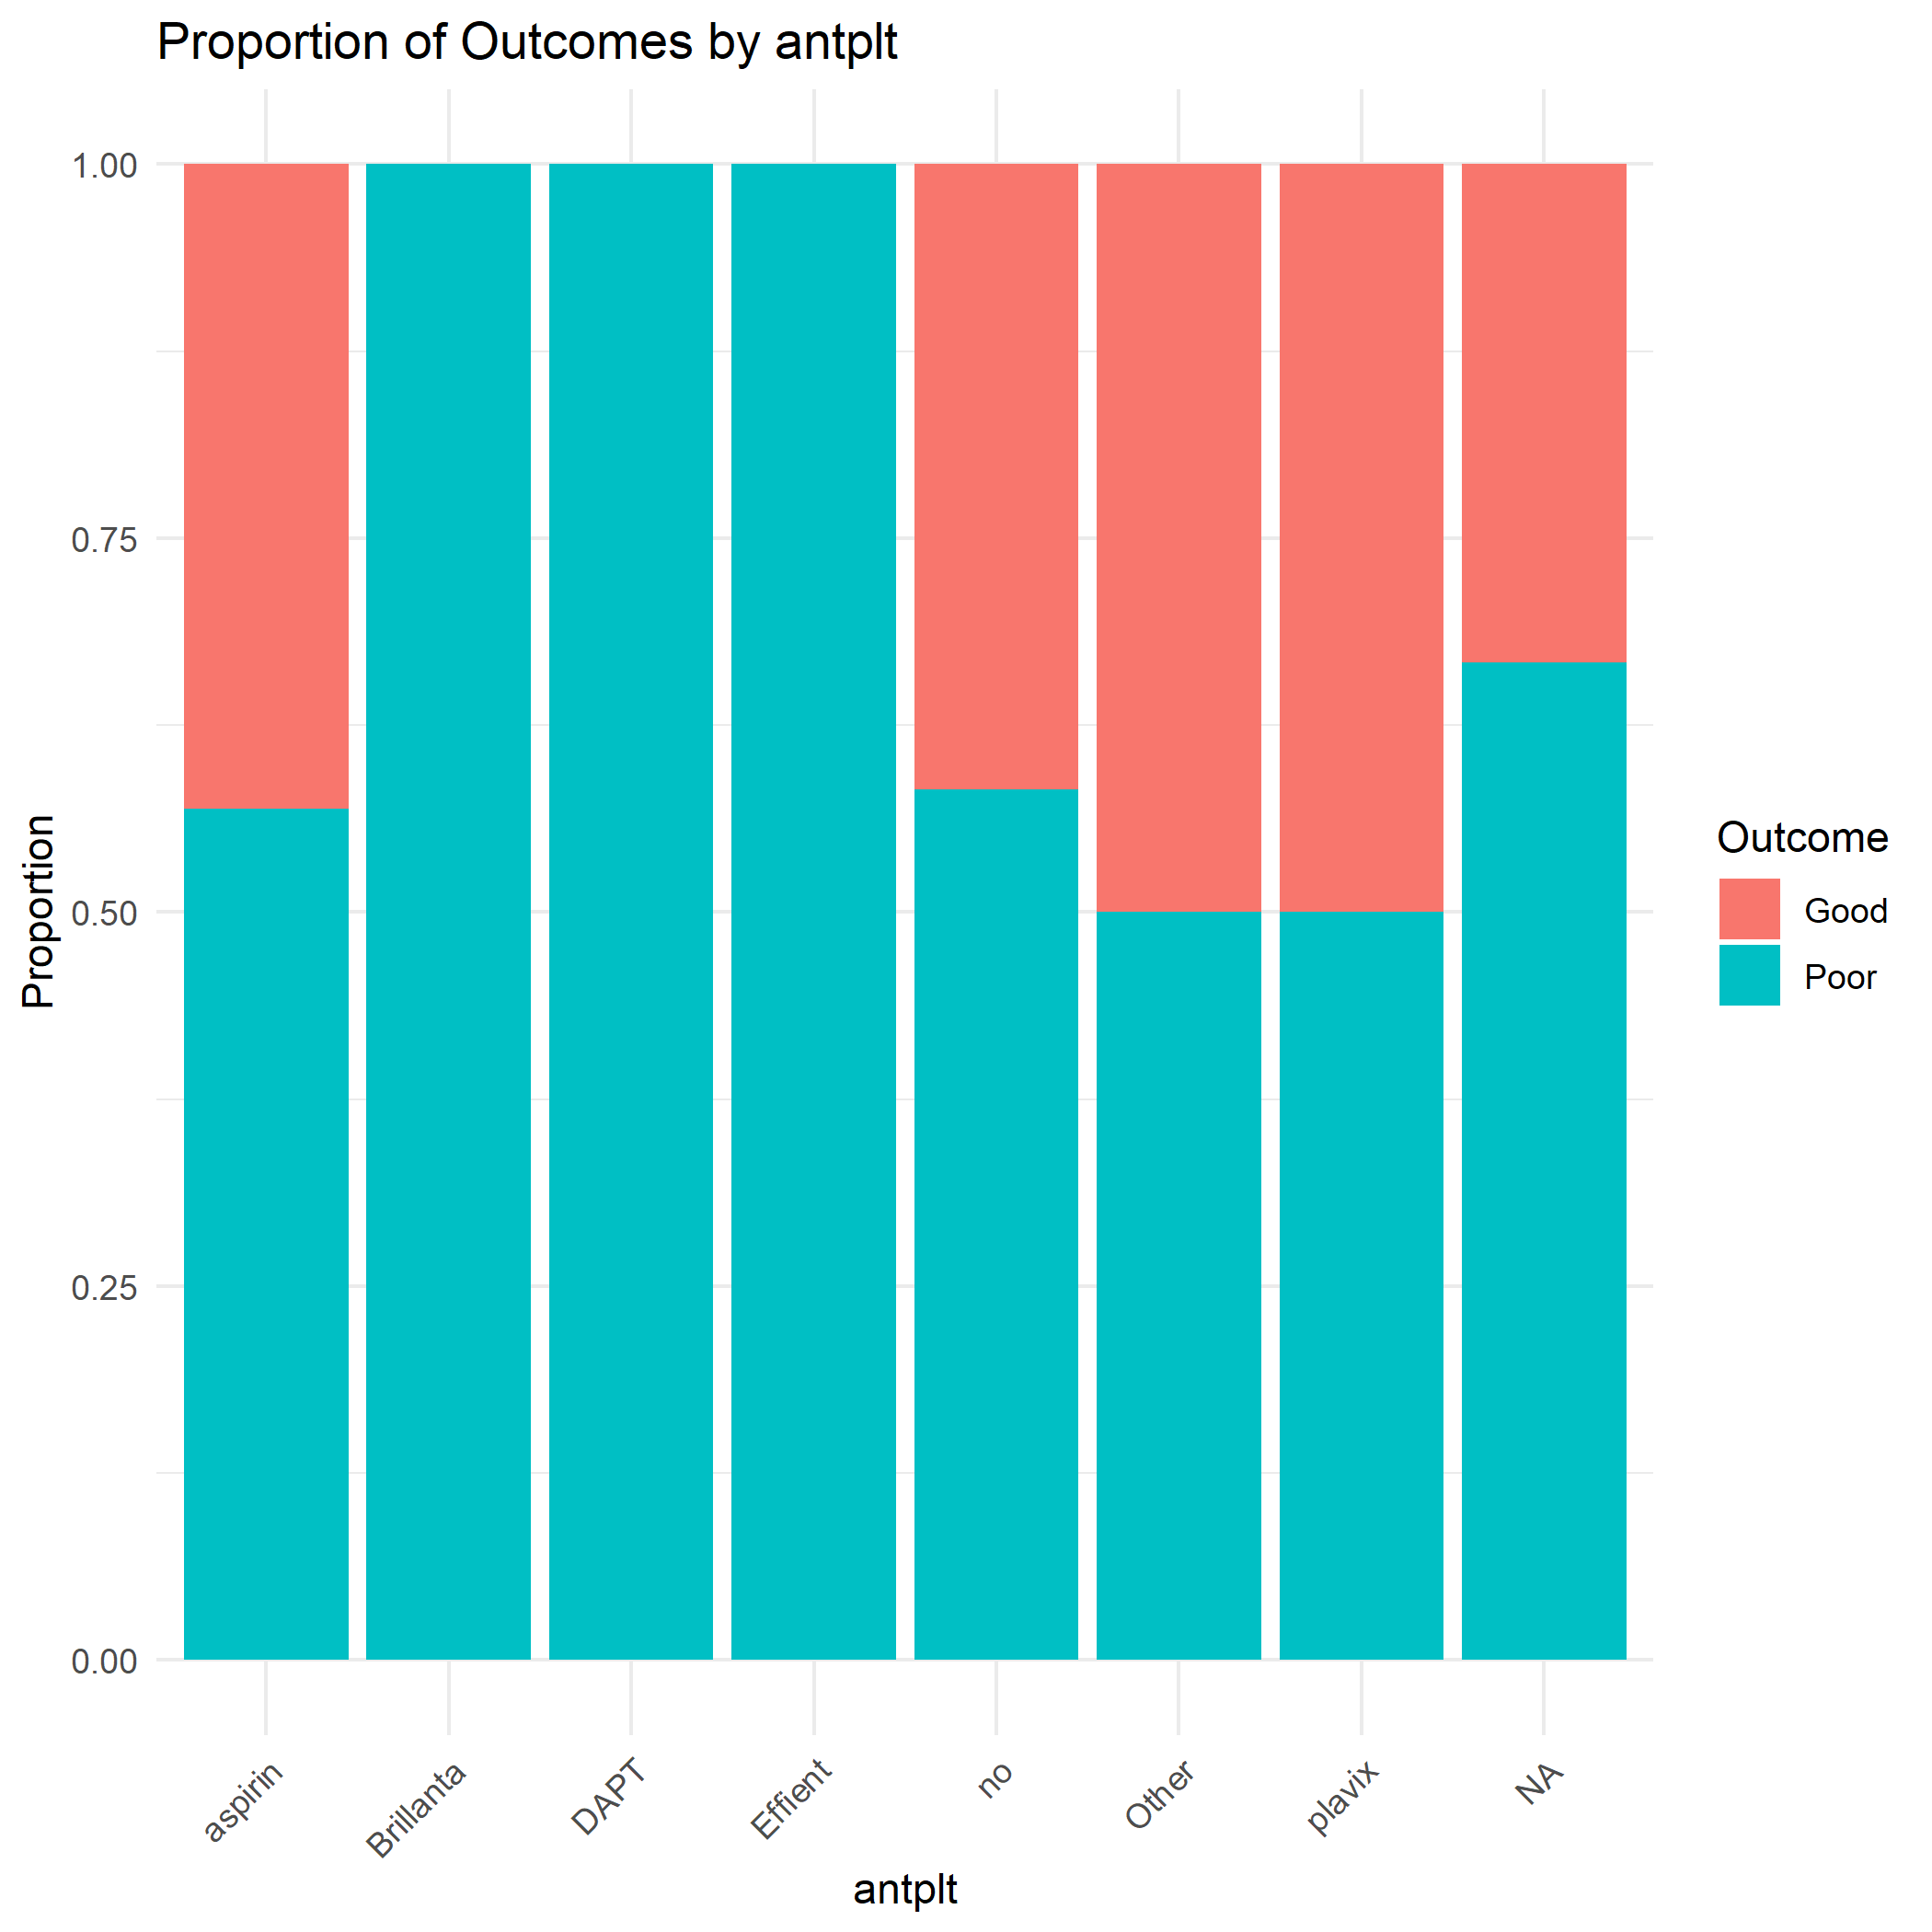 Proportion of Outcomes by antplt
1.00
0.75
0.50
0.25
0.00
Proportion
aspirin
Brillanta
DAPT
Effient
no
Other
plavix
NA
antplt
Outcome
Good
Poor